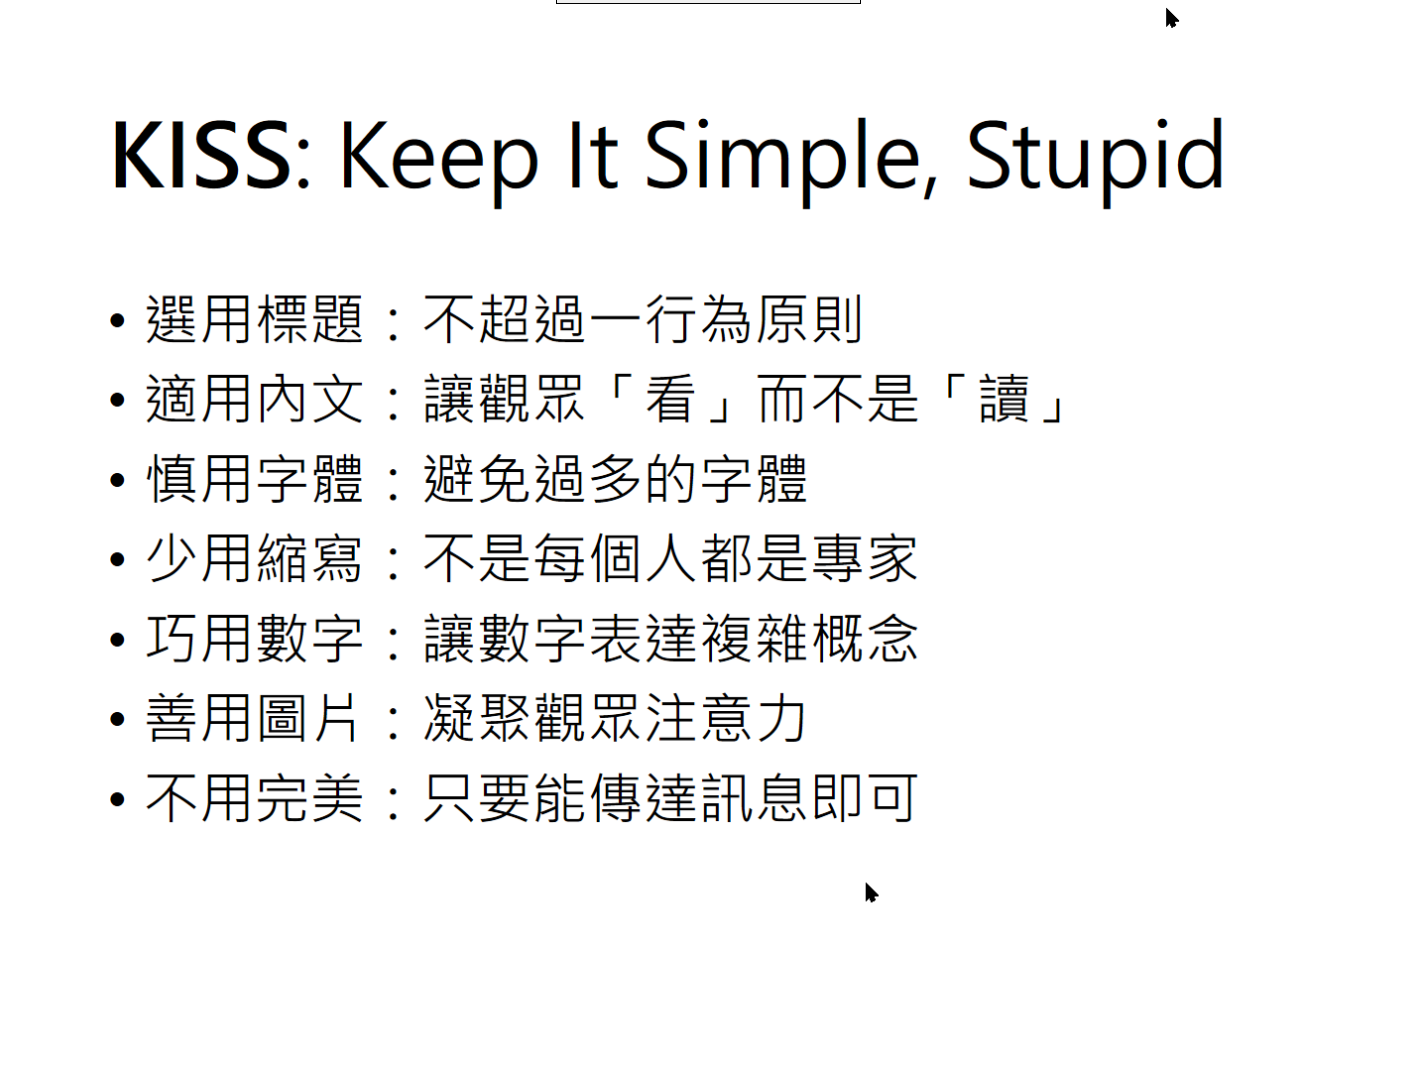 KISS: Keep It Simple, Stupid
• 選用標題：不超過一行為原則
• 適用內文：讓觀眾「看」而不是「讀」
• 慎用字體：避免過多的字體
• 少用縮寫：不是每個人都是專家
• 巧用數字：讓數字表達複雜概念
• 善用圖片：凝聚觀眾注意力
• 不用完美：只要能傳達訊息即可